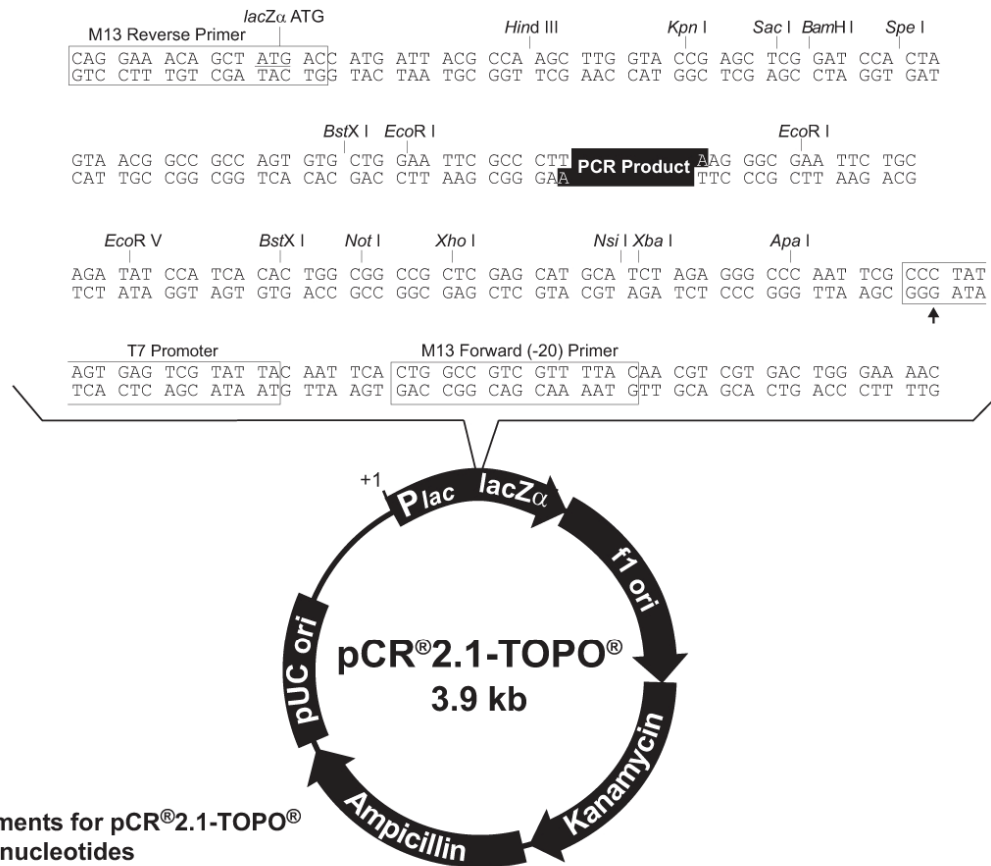 lacZα ATG
M13 Reverse Primer
Hind III Kpn I Sac I BamH I Spe I
CAG GAA ACA GCT ATG ACC ATG ATT ACG CCA AGC TTG GTA CCG AGC TCG GAT CCA CTA
GTC CTT TGT CGA TAC TGG TAC TAA TGC GGT TCG AAC CAT GGC TCG AGC CTA GGT GAT
BstX I EcoR I EcoR I
GTA ACG GCC GCC AGT GTG CTG GAA TTC GCC CTT PCR Product AAG GGC GAA TTC TGC
CAT TGC CGG CGG TCA CAC GAC CTT AAG CGG GAA TTC CCG CTT AAG ACG
EcoR V BstX I Not I Xho I Nsi I Xba I Apa I
AGA TAT CCA TCA CAC TGG CGG CCG CTC GAG CAT GCA TCT AGA GGG CCC AAT TCG CCC TAT
TCT ATA GGT AGT GTG ACC GCC GGC GAG CTC GTA CGT AGA TCT CCC GGG TTA AGC GGG ATA
T7 Promoter M13 Forward (-20) Primer
AGT GAG TCG TAT TAC AAT TCA CTG GCC GTC GTT TTA CAA CGT CGT GAC TGG GAA AAC
TCA CTC AGC ATA ATG TTA AGT GAC CGG CAG CAA AAT GTT GCA GCA CTG ACC CTT TTG
+1
Plac lacZα
f1 ori
pUC ori
pCR®2.1-TOPO®
3.9 kb
Kanamycin
Ampicillin
ments for pCR®2.1-TOPO®
nucleotides